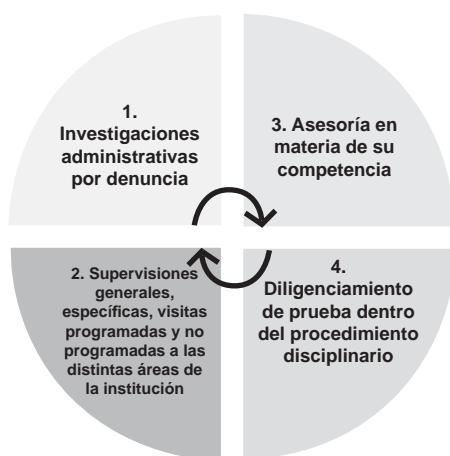 1.
Investigaciones
administrativas
por denuncia
2. Supervisiones
generales,
específicas, visitas
programadas y no
programadas a las
distintas áreas de
la institución
3. Asesoría en
materia de su
competencia
4.
Diligenciamiento
de prueba dentro
del procedimiento
disciplinario